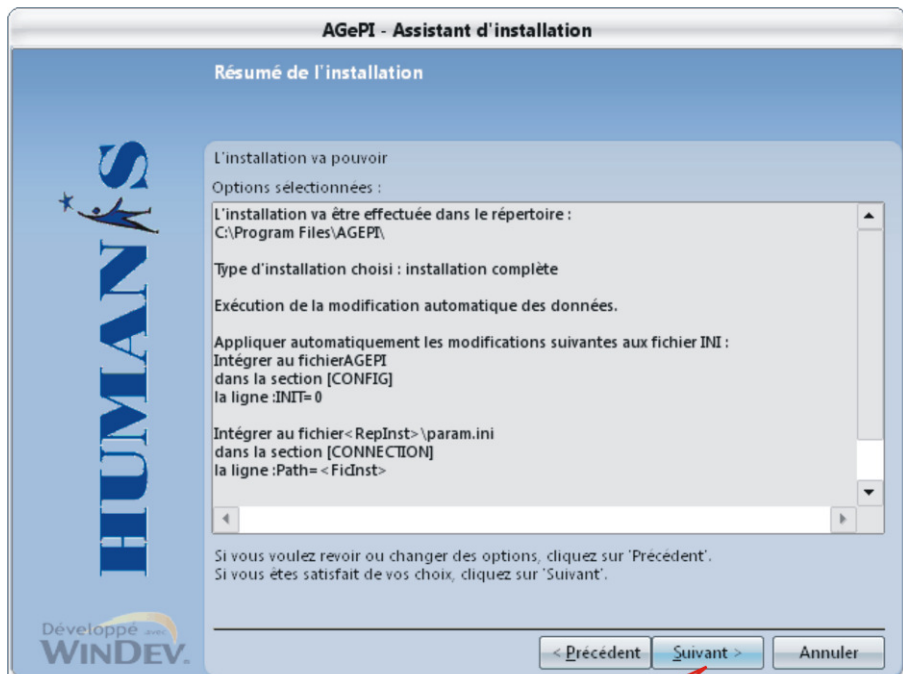 AGePI - Assistant d'installation
Résumé de l'installation
L'installation va pouvoir
Options sélectionnées :
L'installation va être effectuée dans le répertoire :
C:\Program Files\AGEPI\
Type d'installation choisi : installation complète
Exécution de la modification automatique des données.
Appliquer automatiquement les modifications suivantes aux fichier INI :
Intégrer au fichierAGEPI
dans la section [CONFIG]
la ligne :INIT= 0
Intégrer au fichier<RepInst>\param.ini
dans la section [CONNECTION]
la ligne :Path= <FicInst>
Si vous voulez revoir ou changer des options, cliquez sur 'Précédent'.
Si vous êtes satisfait de vos choix, cliquez sur 'Suivant'.
HUMANIS
Développé avec
WINDEV.
< Précédent
Suivant >
Annuler